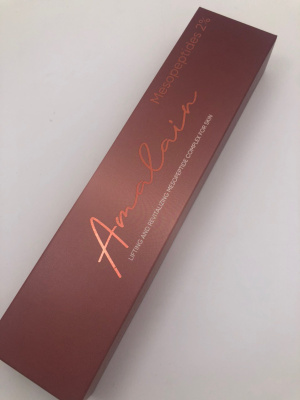 Mesopeptides 2%
Amalain
LIFTING AND REVITALIZING MESOPEPTIDE COMPLEX FOR SKIN